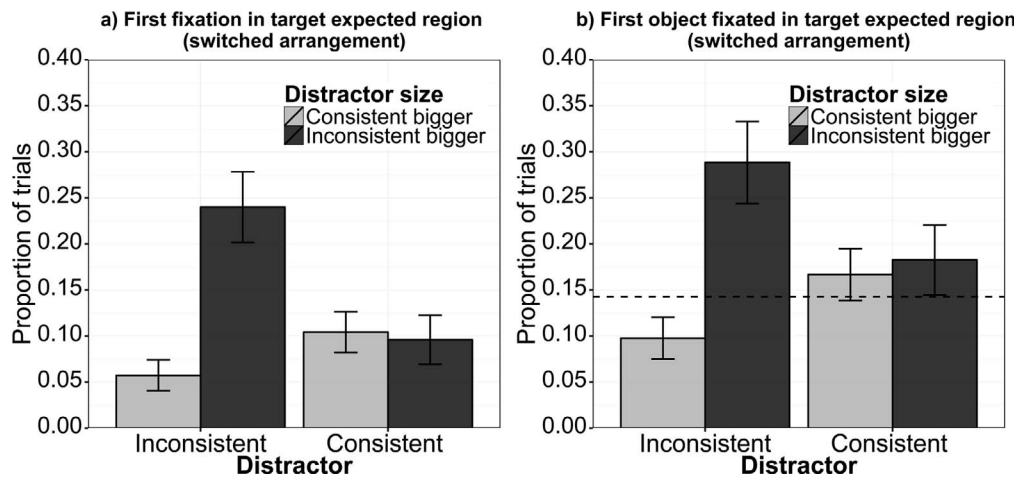 a) First fixation in target expected region
(switched arrangement)
0.40
0.35
0.30
0.25
0.20
0.15
0.10
0.05
0.00
Proportion of trials
Distractor size
Consistent bigger
Inconsistent bigger
Inconsistent
Consistent
Distractor
b) First object fixated in target expected region
(switched arrangement)
0.40
0.35
0.30
0.25
0.20
0.15
0.10
0.05
0.00
Proportion of trials
Distractor size
Consistent bigger
Inconsistent bigger
Inconsistent
Consistent
Distractor